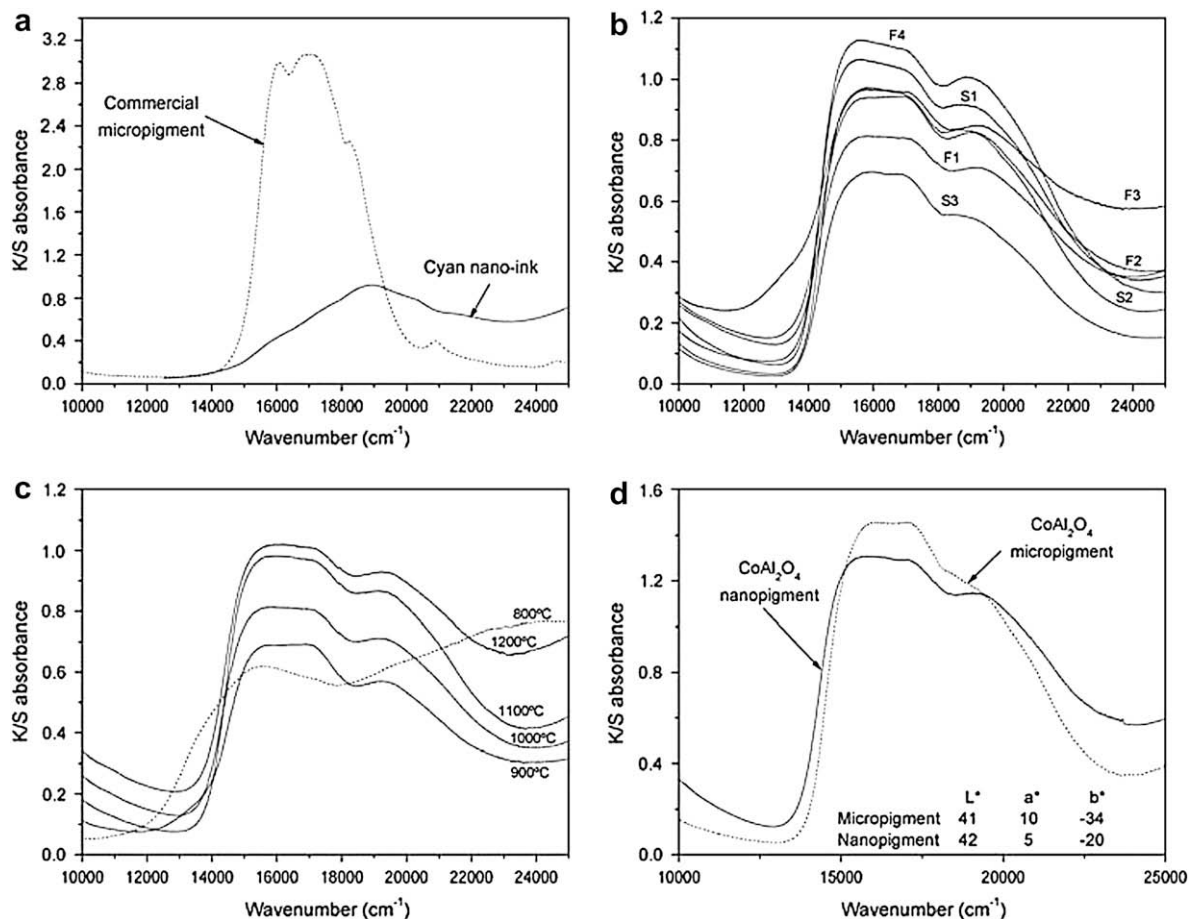 a
3.2
2.8
2.4
2.0
1.6
1.2
0.8
0.4
0.0
K/S absorbance
Commercial
micropigment
Cyan nano-ink
10000 12000 14000 16000 18000 20000 22000 24000
Wavenumber (cm⁻¹)
b
1.2
1.0
0.8
0.6
0.4
0.2
0.0
K/S absorbance
F4
S1
F1
S3
F3
F2
S2
10000 12000 14000 16000 18000 20000 22000 24000
Wavenumber (cm⁻¹)
c
1.2
1.0
0.8
0.6
0.4
0.2
0.0
K/S absorbance
800ºC
1200ºC
1100ºC
1000ºC
900ºC
10000 12000 14000 16000 18000 20000 22000 24000
Wavenumber (cm⁻¹)
d
1.6
1.2
0.8
0.4
0.0
K/S absorbance
CoAl₂O₄
nanopigment
CoAl₂O₄
micropigment
L* a* b*
Micropigment 41 10 -34
Nanopigment 42 5 -20
10000 15000 20000 25000
Wavenumber (cm⁻¹)